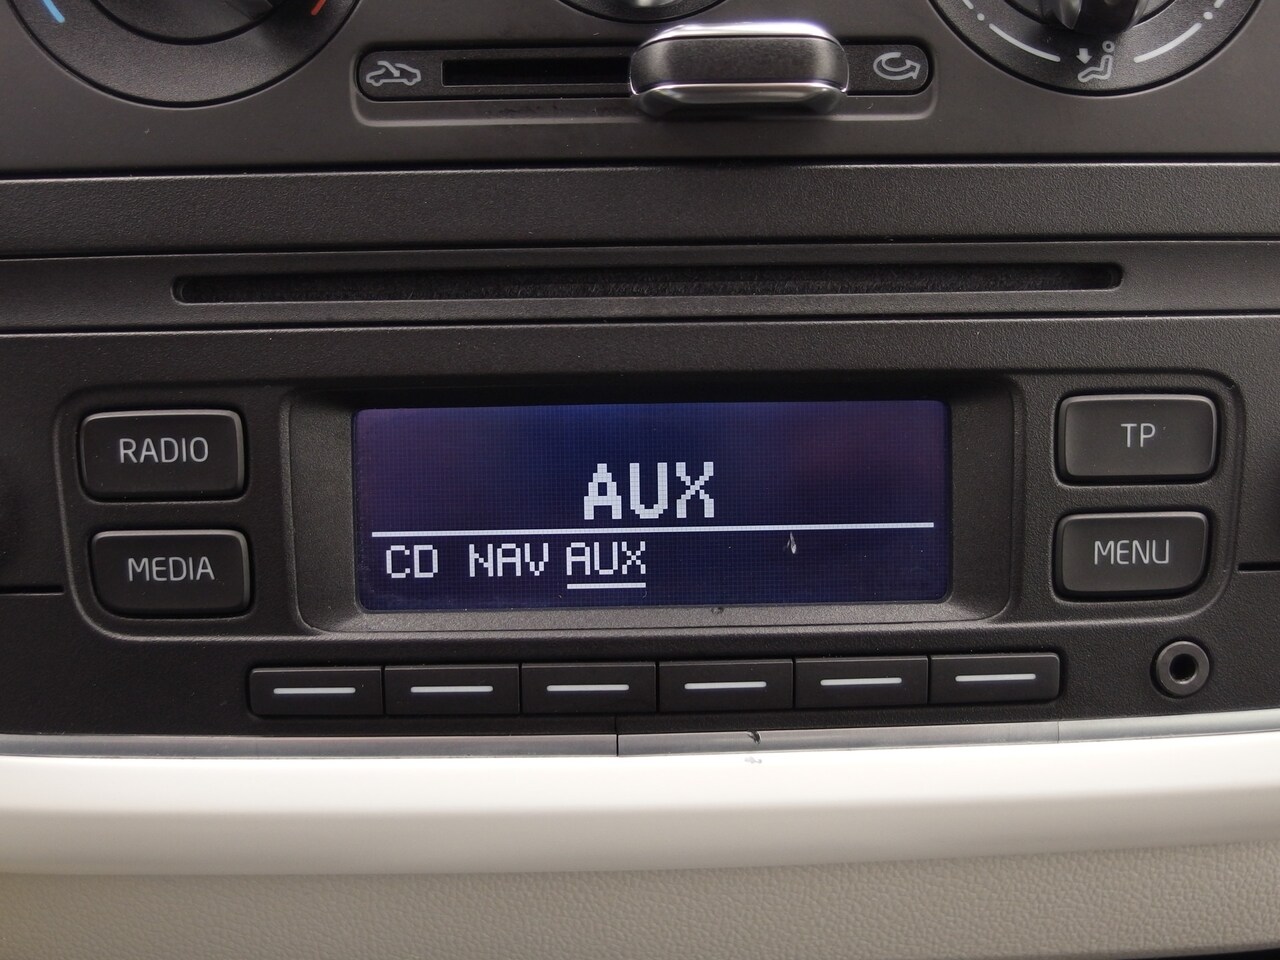 RADIO
AUX
TP
CD NAV AUX
MEDIA
MENU